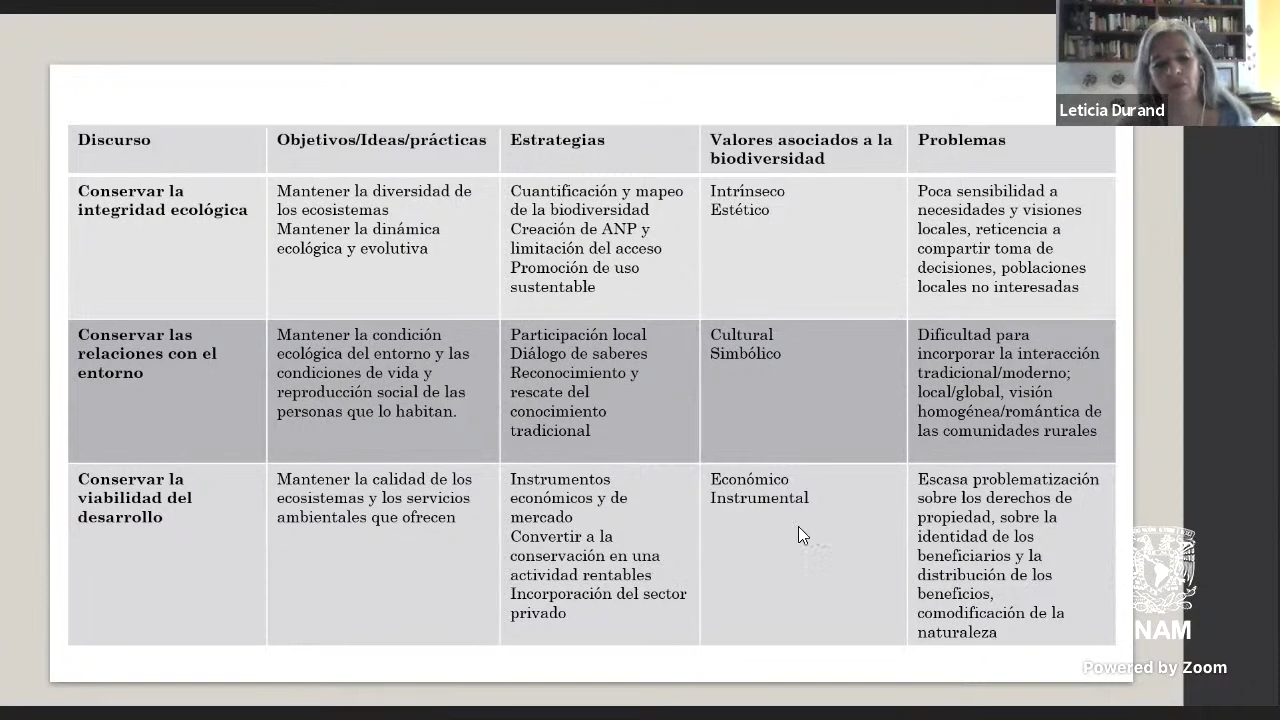 Leticia Durand
Discurso
Objetivos/Ideas/prácticas
Estrategias
Valores asociados a la
biodiversidad
Problemas
Conservar la
integridad ecológica
Mantener la diversidad de
los ecosistemas
Mantener la dinámica
ecológica y evolutiva
Cuantificación y mapeo
de la biodiversidad
Creación de ANP y
limitación del acceso
Promoción de uso
sustentable
Intrínseco
Estético
Poca sensibilidad a
necesidades y visiones
locales, reticencia a
compartir toma de
decisiones, poblaciones
locales no interesadas
Conservar las
relaciones con el
entorno
Mantener la condición
ecológica del entorno y las
condiciones de vida y
reproducción social de las
personas que lo habitan.
Participación local
Diálogo de saberes
Reconocimiento y
rescate del
conocimiento
tradicional
Cultural
Simbólico
Dificultad para
incorporar la interacción
tradicional/moderno;
local/global, visión
homogénea/romántica de
las comunidades rurales
Conservar la
viabilidad del
desarrollo
Mantener la calidad de los
ecosistemas y los servicios
ambientales que ofrecen
Instrumentos
económicos y de
mercado
Convertir a la
conservación en una
actividad rentables
Incorporación del sector
privado
Económico
Instrumental
Escasa problematización
sobre los derechos de
propiedad, sobre la
identidad de los
beneficiarios y la
distribución de los
beneficios,
comodificación de la
naturaleza
NAM
Powered by Zoom